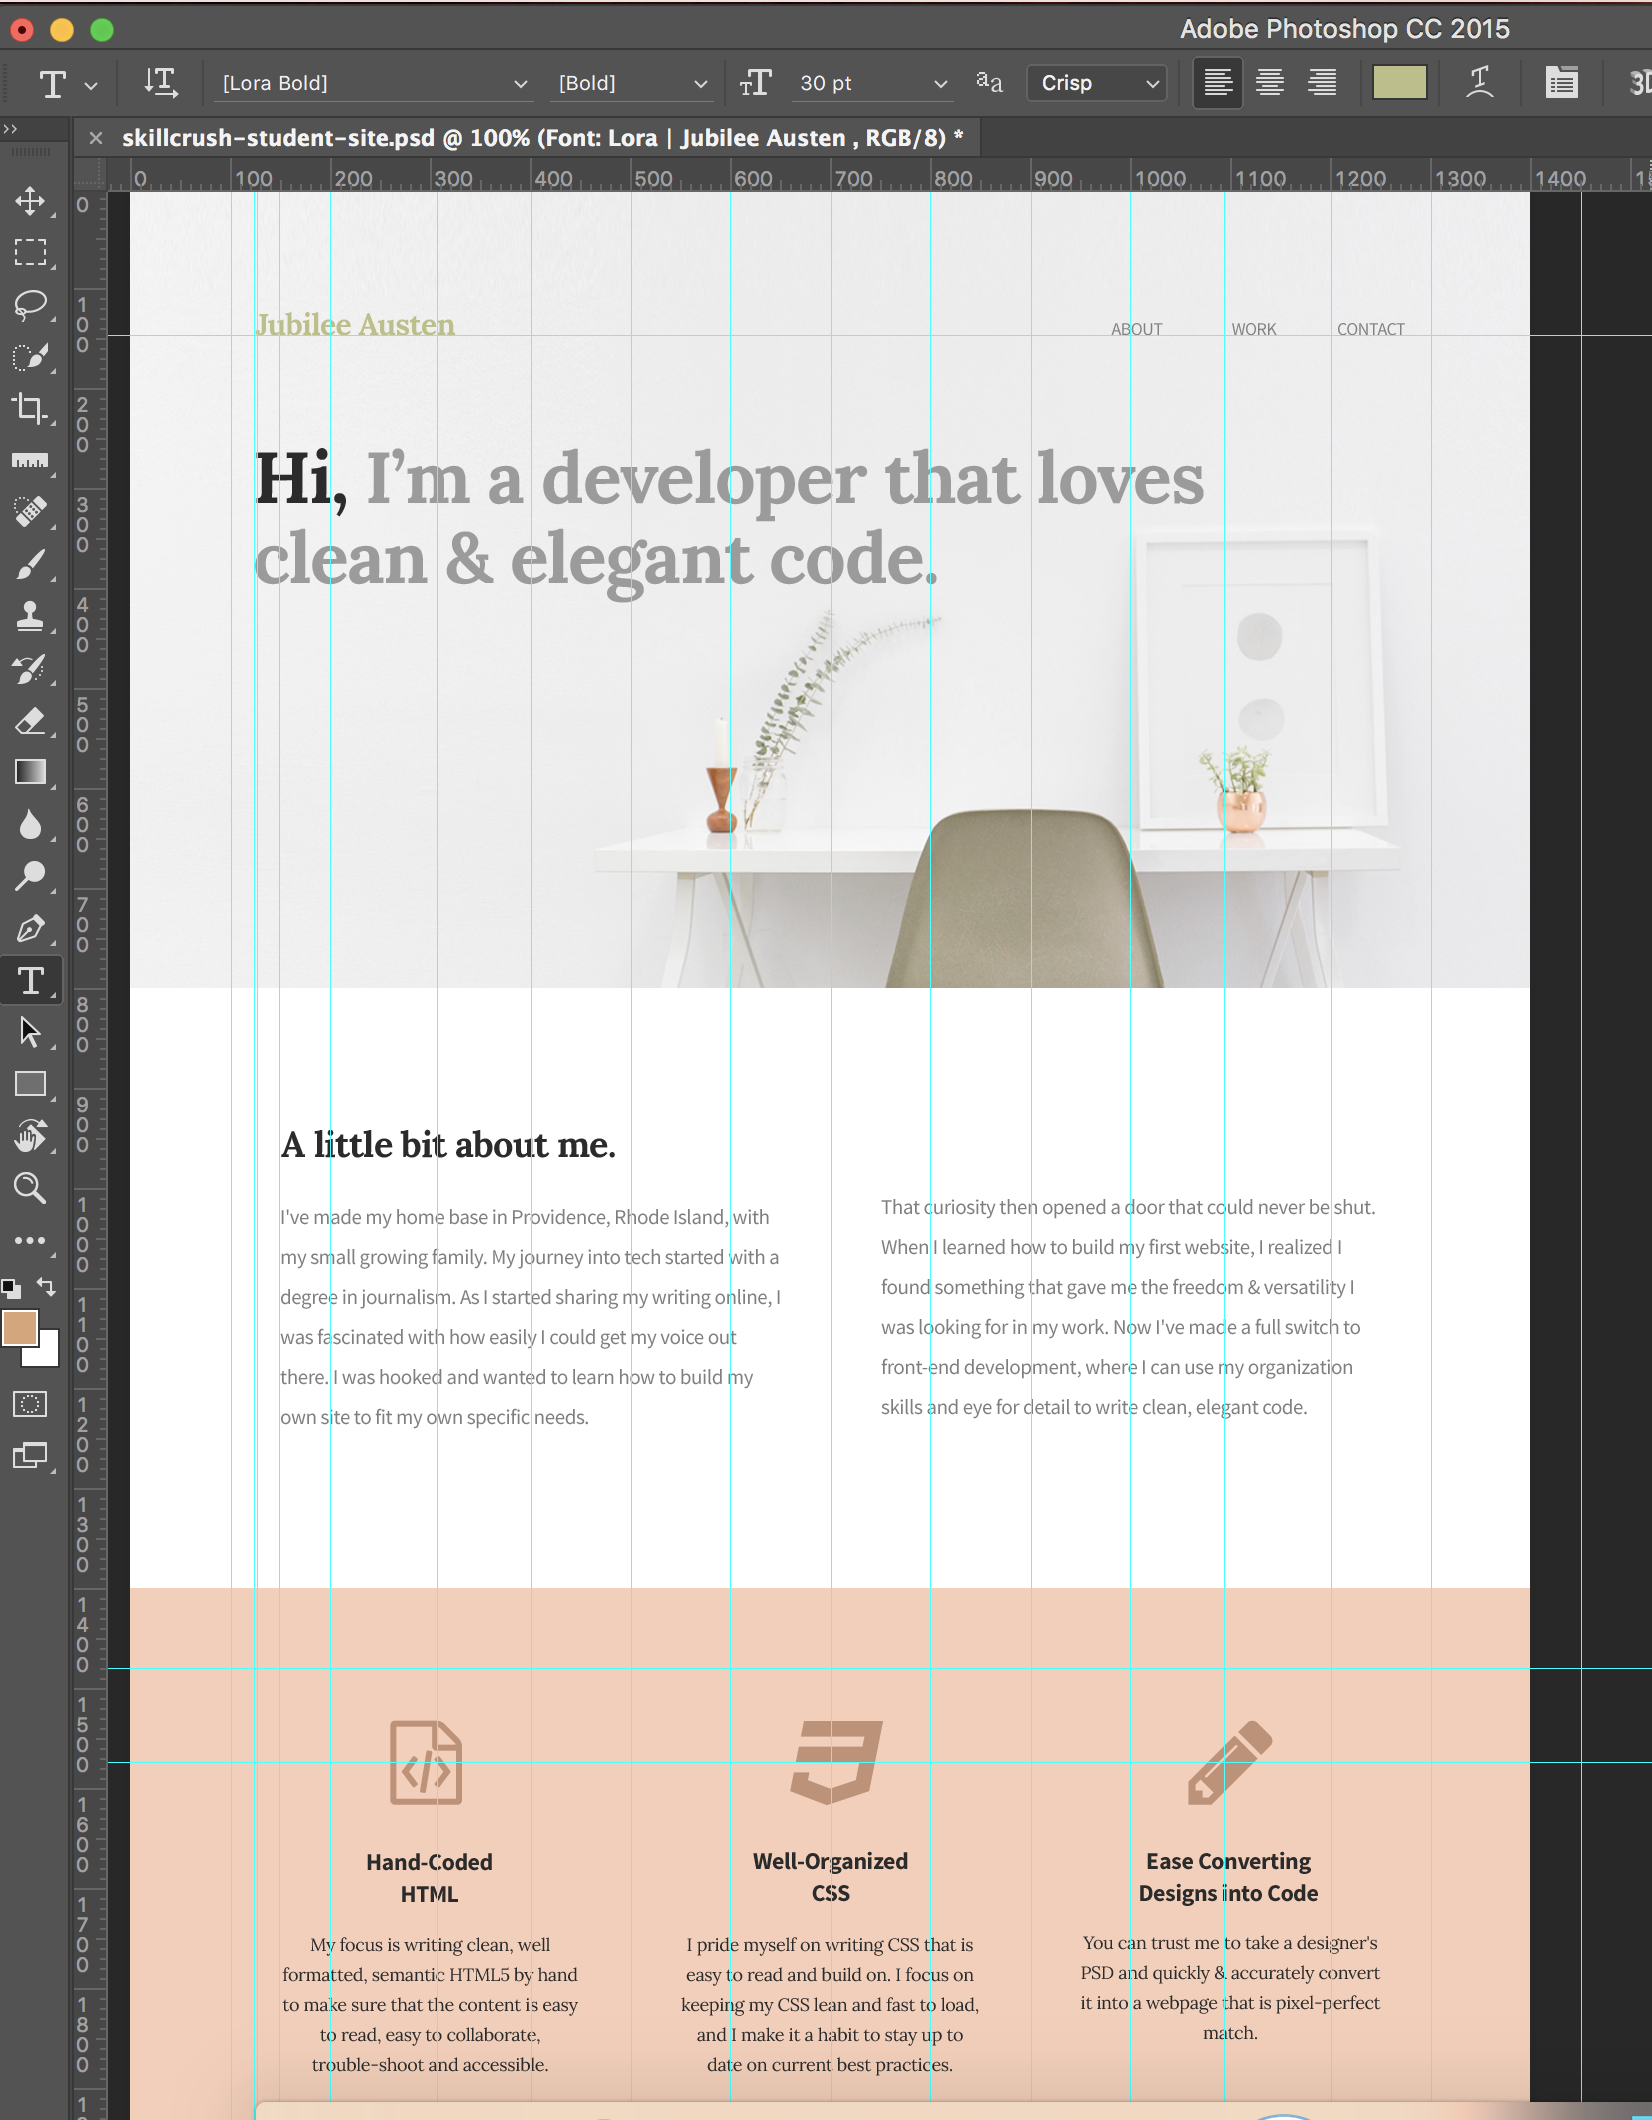 Adobe Photoshop CC 2015
[Lora Bold] [Bold] 30 pt aa Crisp
skillcrush-student-site.psd @ 100% (Font: Lora | Jubilee Austen , RGB/8) *
0 100 200 300 400 500 600 700 800 900 1000 1100 1200 1300 1400
0
100
200
300
400
500
600
700
800
900
1000
1100
1200
1300
1400
1500
1600
1700
1800
Jubilee Austen
ABOUT WORK CONTACT
Hi, I’m a developer that loves
clean & elegant code.
A little bit about me.
I've made my home base in Providence, Rhode Island, with
my small growing family. My journey into tech started with a
degree in journalism. As I started sharing my writing online, I
was fascinated with how easily I could get my voice out
there. I was hooked and wanted to learn how to build my
own site to fit my own specific needs.
That curiosity then opened a door that could never be shut.
When I learned how to build my first website, I realized I
found something that gave me the freedom & versatility I
was looking for in my work. Now I've made a full switch to
front-end development, where I can use my organization
skills and eye for detail to write clean, elegant code.
Hand-Coded
HTML
My focus is writing clean, well
formatted, semantic HTML5 by hand
to make sure that the content is easy
to read, easy to collaborate,
trouble-shoot and accessible.
Well-Organized
CSS
I pride myself on writing CSS that is
easy to read and build on. I focus on
keeping my CSS lean and fast to load,
and I make it a habit to stay up to
date on current best practices.
Ease Converting
Designs into Code
You can trust me to take a designer's
PSD and quickly & accurately convert
it into a webpage that is pixel-perfect
match.